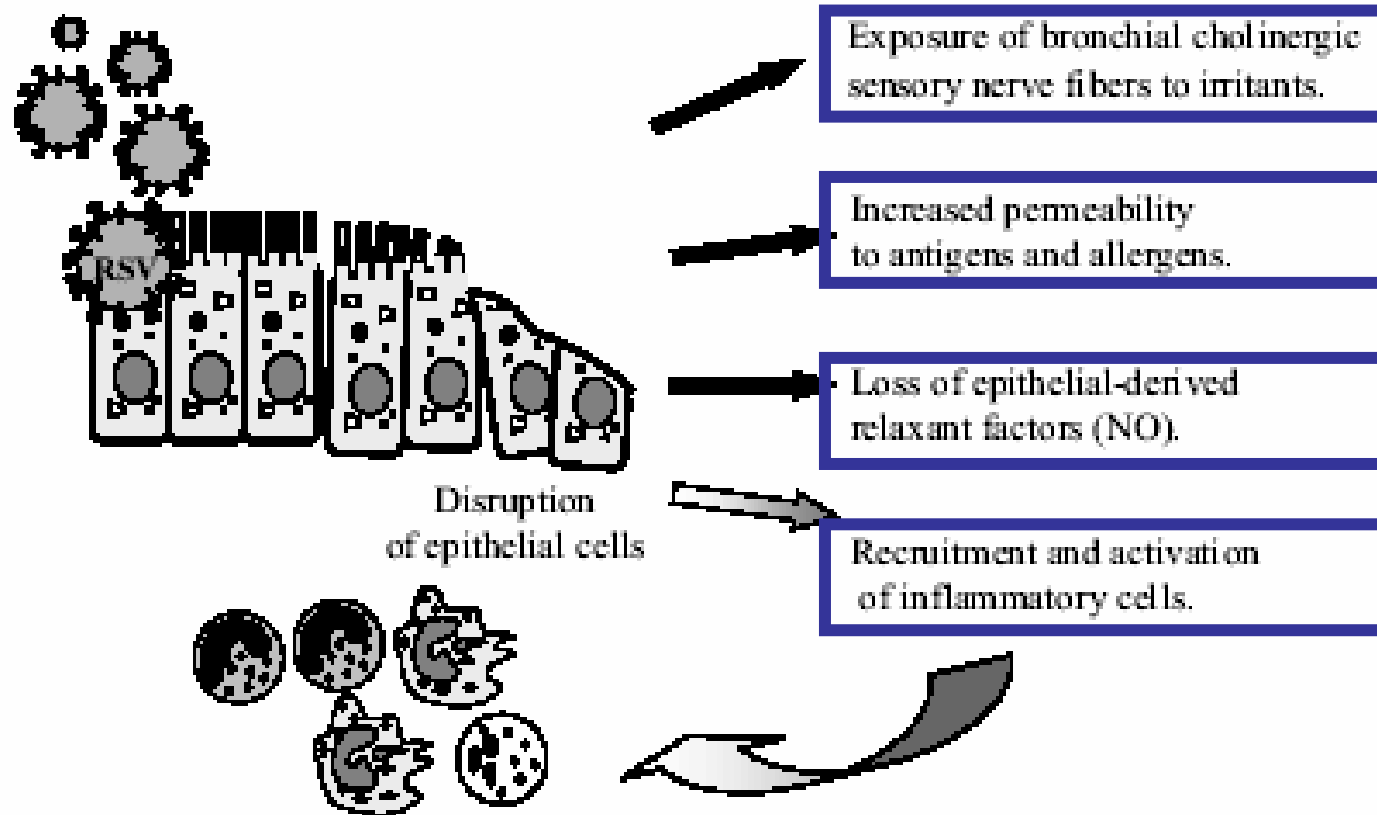 Exposure of bronchial cholinergic
sensory nerve fibers to irritants.
Increased permeability
to antigens and allergens.
RSV
Loss of epithelial-derived
relaxant factors (NO).
Disruption
of epithelial cells
Recruitment and activation
of inflammatory cells.